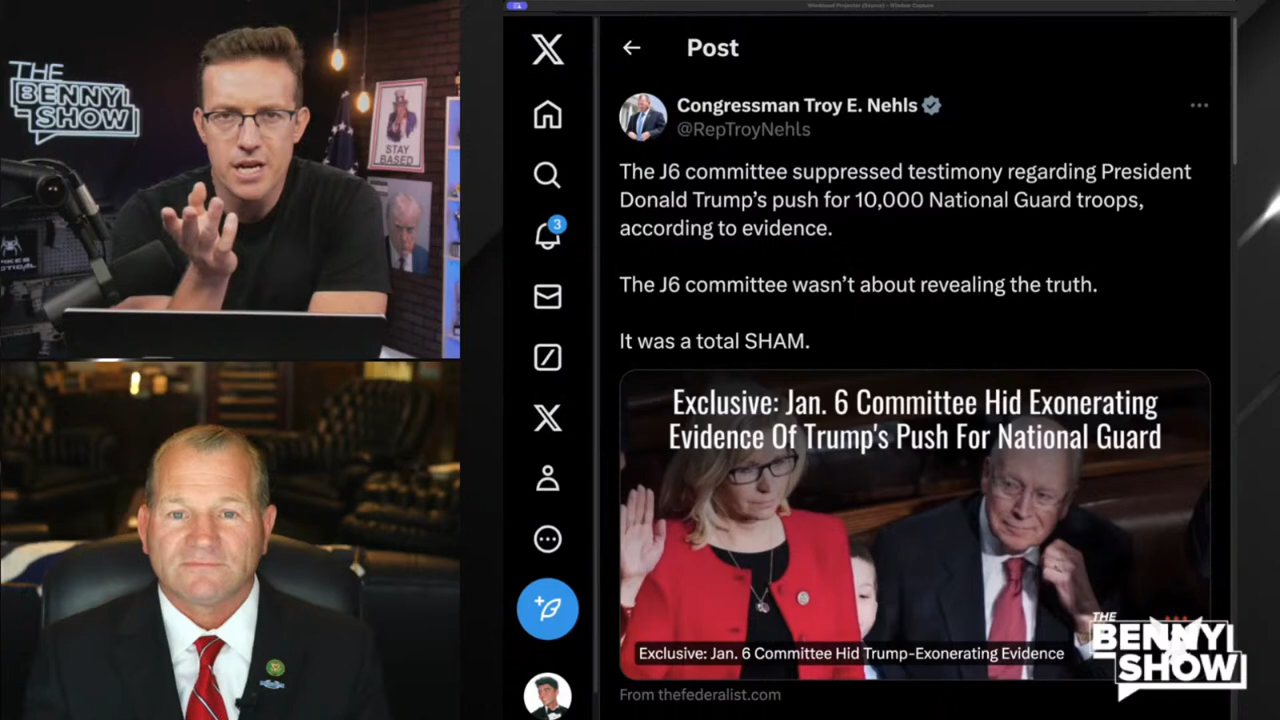 THE
BENNY
SHOW
STAY
BASED
Post
Congressman Troy E. Nehls
@RepTroyNehls
The J6 committee suppressed testimony regarding President
Donald Trump’s push for 10,000 National Guard troops,
according to evidence.
The J6 committee wasn’t about revealing the truth.
It was a total SHAM.
3
Exclusive: Jan. 6 Committee Hid Exonerating
Evidence Of Trump's Push For National Guard
Exclusive: Jan. 6 Committee Hid Trump-Exonerating Evidence
From thefederalist.com
THE
BENNY
SHOW